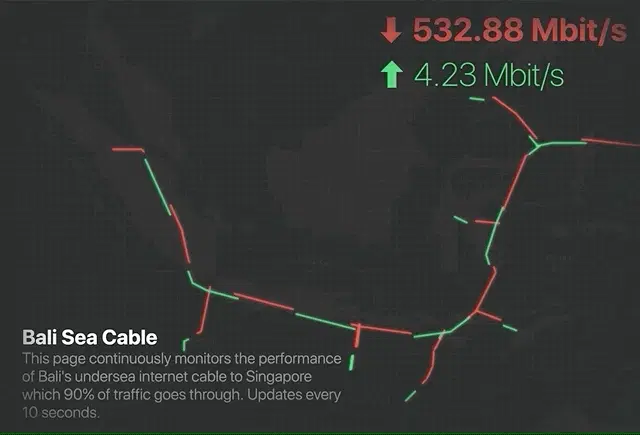 ↓ 532.88 Mbit/s
↑ 4.23 Mbit/s
Bali Sea Cable
This page continuously monitors the performance
of Bali's undersea internet cable to Singapore
which 90% of traffic goes through. Updates every
10 seconds.